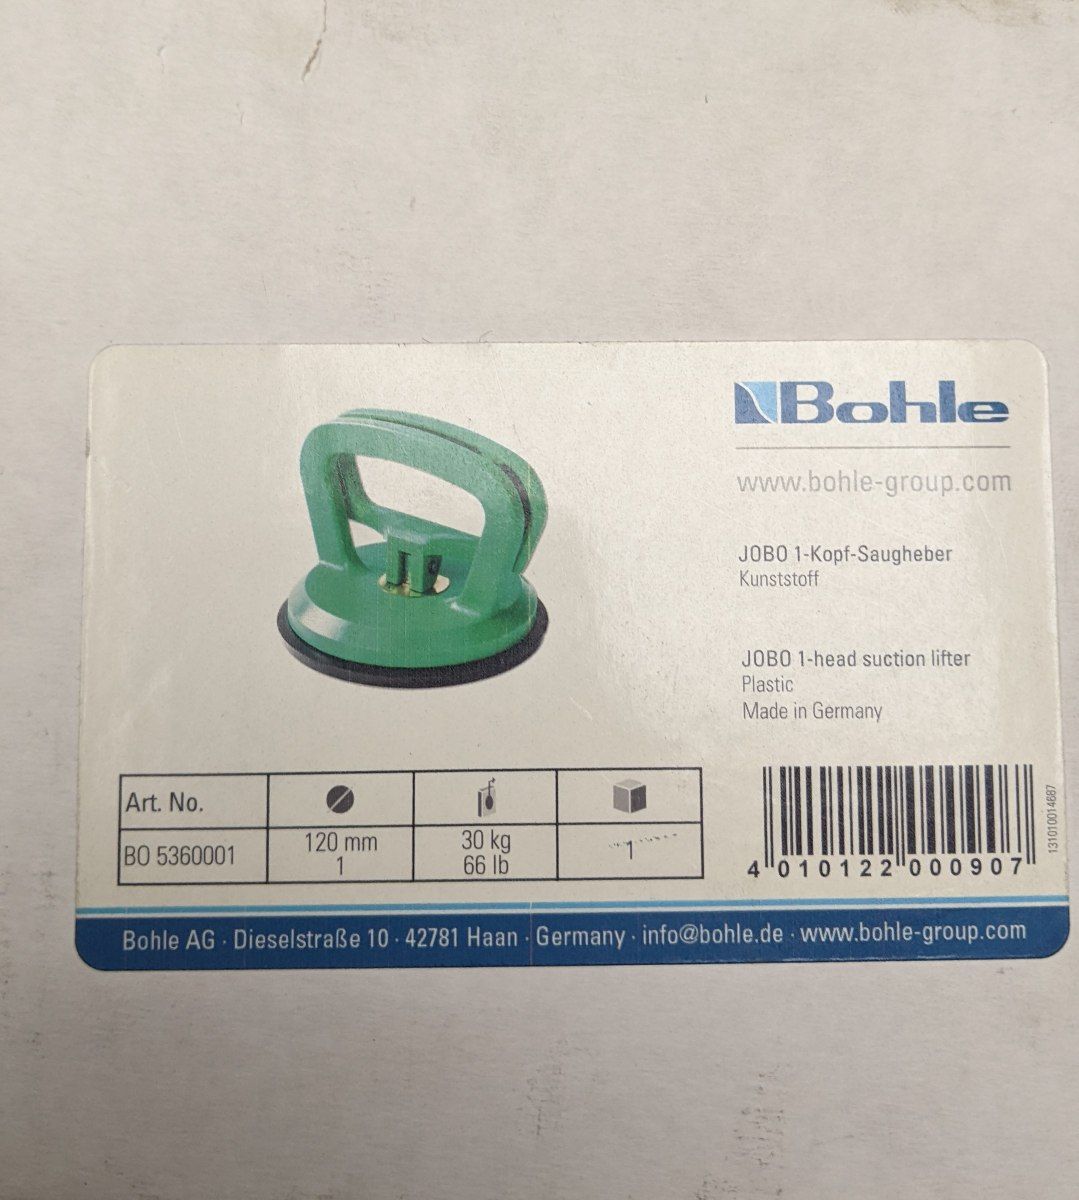 Bohle
www.bohle-group.com
JOBO 1-Kopf-Saugheber
Kunststoff
JOBO 1-head suction lifter
Plastic
Made in Germany
Art. No.
BO 5360001
120 mm
1
30 kg
66 lb
1
4 010122 000907
131010014687
Bohle AG · Dieselstraße 10 · 42781 Haan · Germany · info@bohle.de · www.bohle-group.com